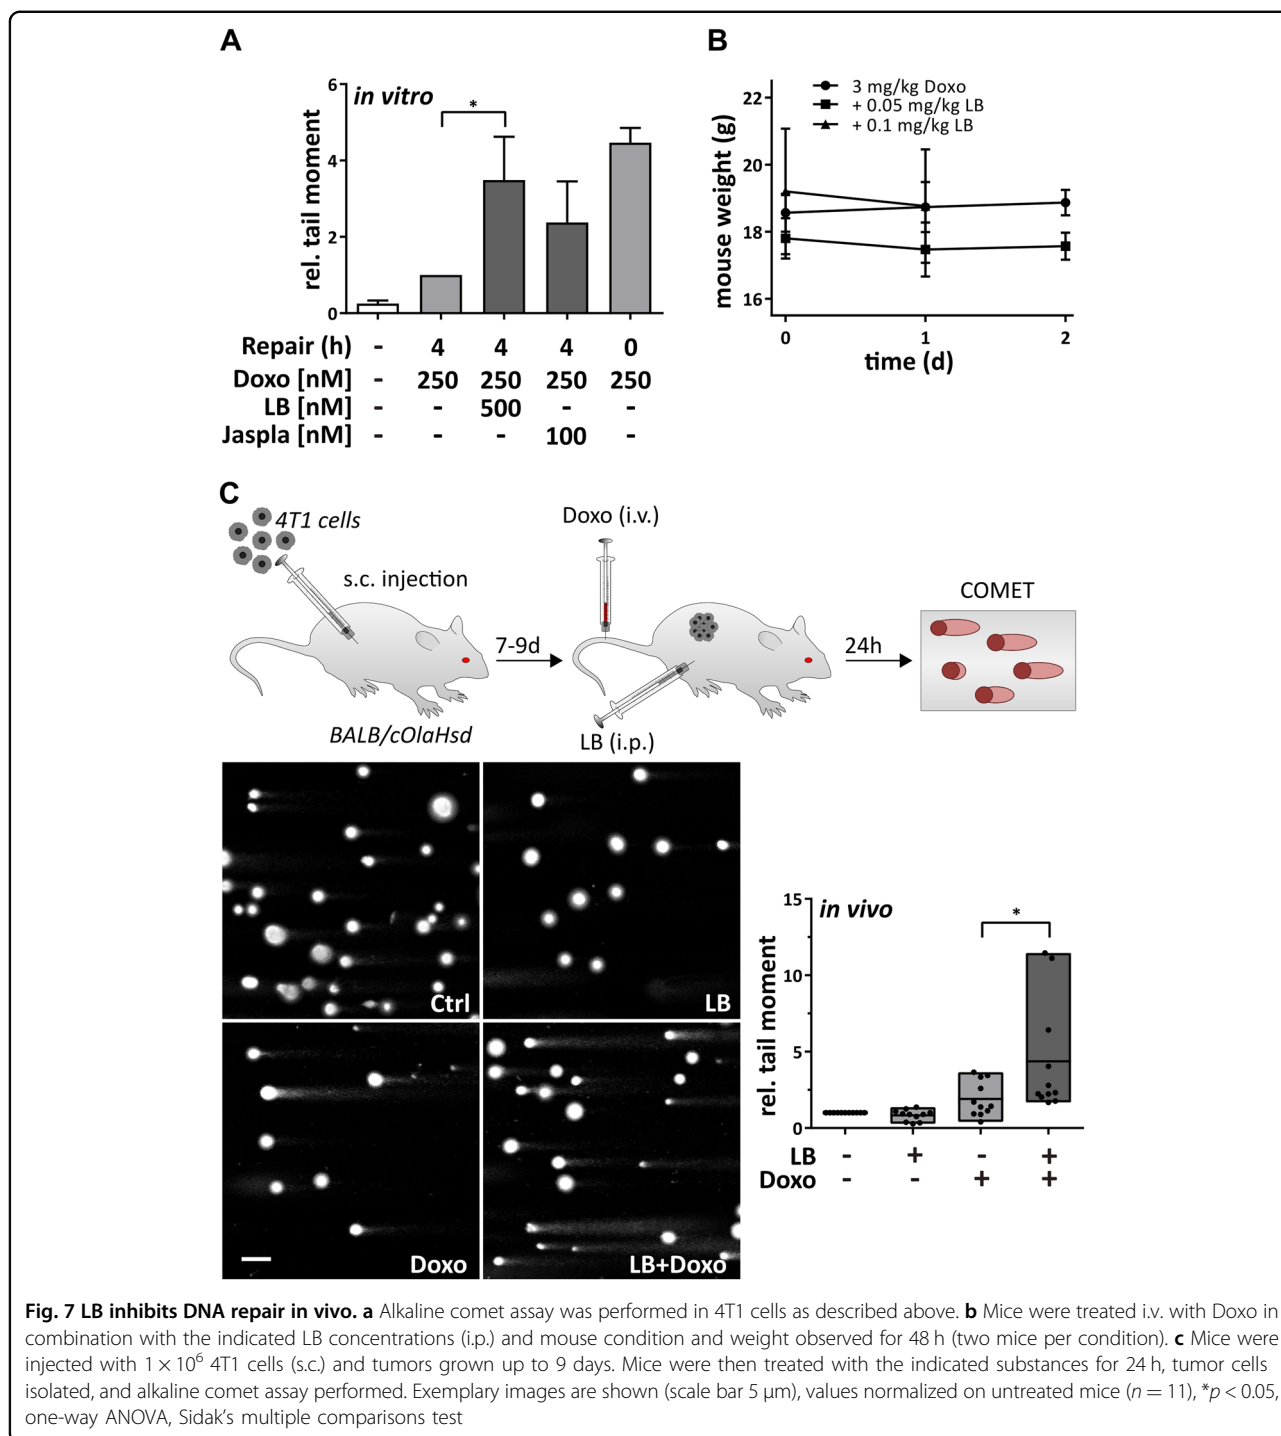 A
in vitro
*
rel. tail moment
6
4
2
0
Repair (h) - 4 4 4 0
Doxo [nM] - 250 250 250 250
LB [nM] - - 500 - -
Jaspla [nM] - - - 100 -
B
3 mg/kg Doxo
+ 0.05 mg/kg LB
+ 0.1 mg/kg LB
mouse weight (g)
22
20
18
16
0 1 2
time (d)
C
4T1 cells
s.c. injection
BALB/cOlaHsd
7-9d
Doxo (i.v.)
LB (i.p.)
24h
COMET
Ctrl
LB
Doxo
LB+Doxo
in vivo
*
rel. tail moment
15
10
5
0
LB - + - +
Doxo - - + +
Fig. 7 LB inhibits DNA repair in vivo. a Alkaline comet assay was performed in 4T1 cells as described above. b Mice were treated i.v. with Doxo in
combination with the indicated LB concentrations (i.p.) and mouse condition and weight observed for 48 h (two mice per condition). c Mice were
injected with 1 × 10⁶ 4T1 cells (s.c.) and tumors grown up to 9 days. Mice were then treated with the indicated substances for 24 h, tumor cells
isolated, and alkaline comet assay performed. Exemplary images are shown (scale bar 5 μm), values normalized on untreated mice (n = 11), *p < 0.05,
one-way ANOVA, Sidak's multiple comparisons test